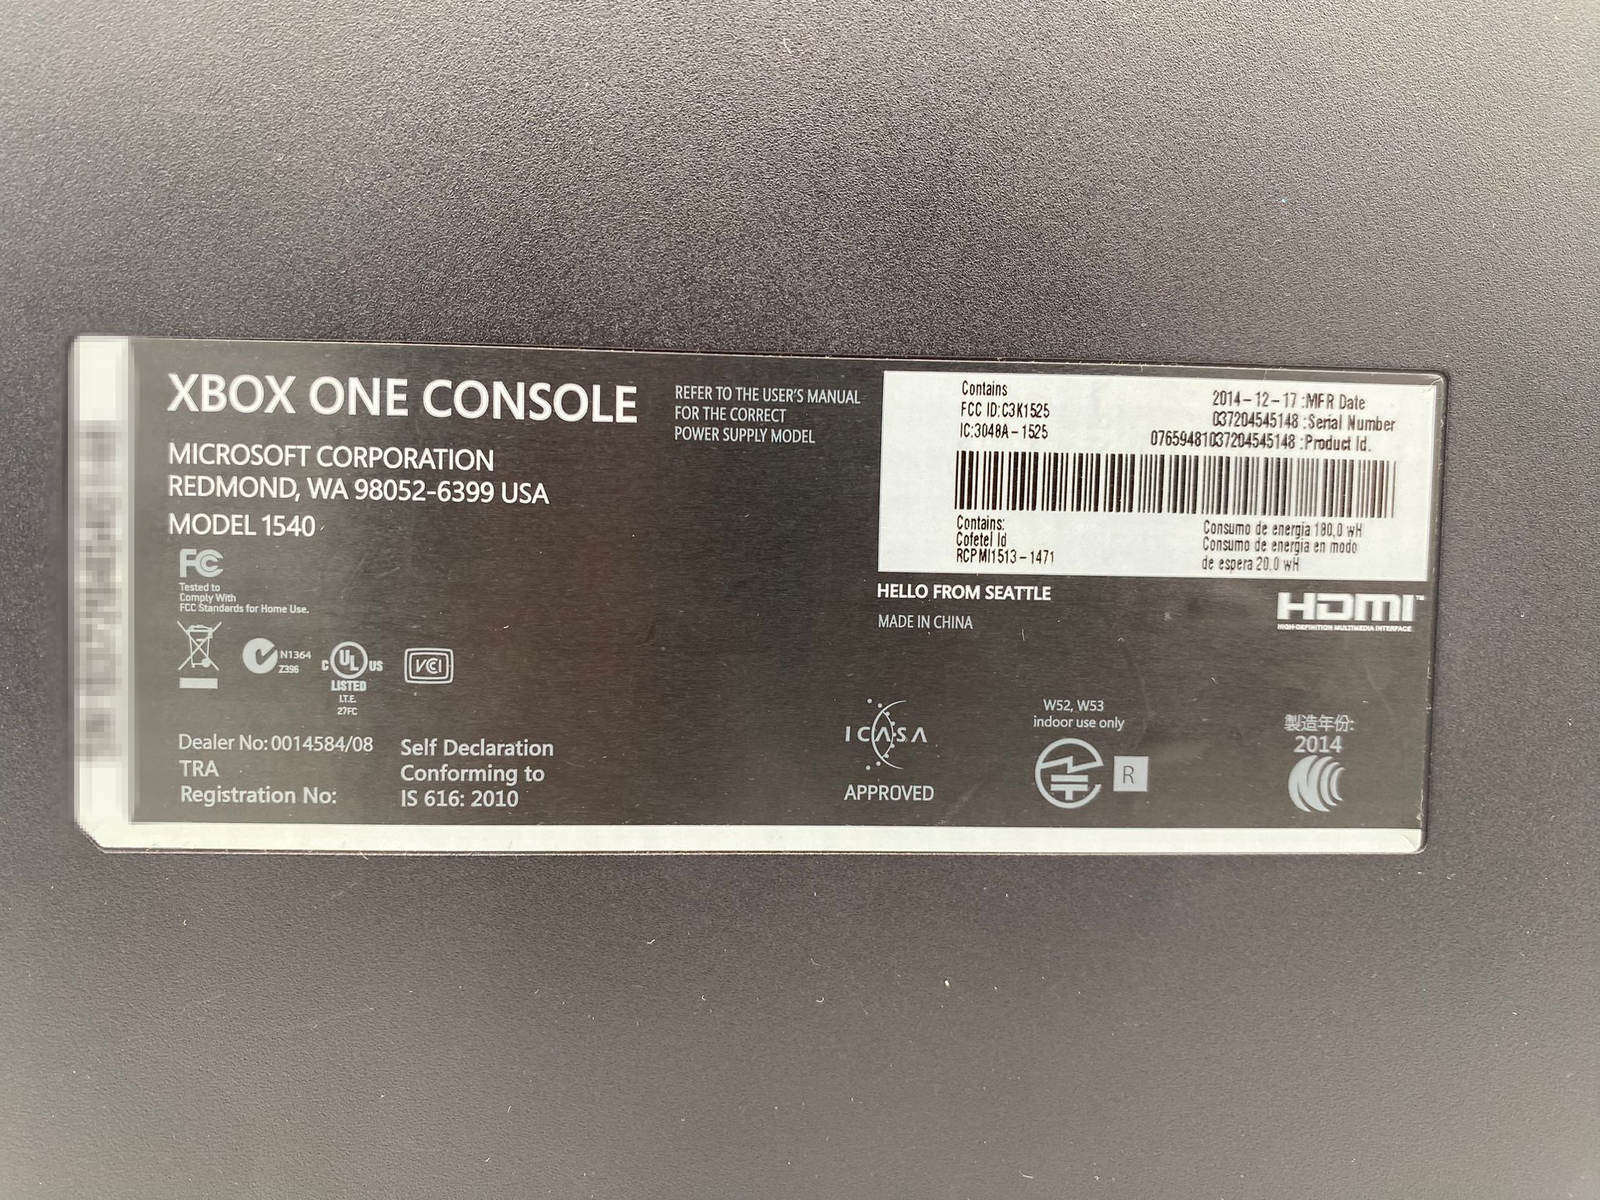 XBOX ONE CONSOLE
MICROSOFT CORPORATION
REDMOND, WA 98052-6399 USA
MODEL 1540
REFER TO THE USER'S MANUAL
FOR THE CORRECT
POWER SUPPLY MODEL
Contains
FCC ID:C3K1525
IC:3048A-1525
2014-12-17 :MFR Date
037204545148 :Serial Number
07659481037204545148 :Product Id.
Contains:
Cofetel Id
RCPMI1513-1471
Consumo de energía 180,0 wH
Consumo de energía en modo
de espera 20,0 wH
FC
Tested to
Comply With
FCC Standards for Home Use.
HELLO FROM SEATTLE
MADE IN CHINA
HDMI™
HIGH-DEFINITION MULTIMEDIA INTERFACE
N1364
Z396
C UL US
LISTED
I.T.E.
27FC
VCI
Dealer No: 0014584/08
TRA
Registration No:
Self Declaration
Conforming to
IS 616: 2010
ICASA
APPROVED
W52, W53
indoor use only
R
製造年份:
2014